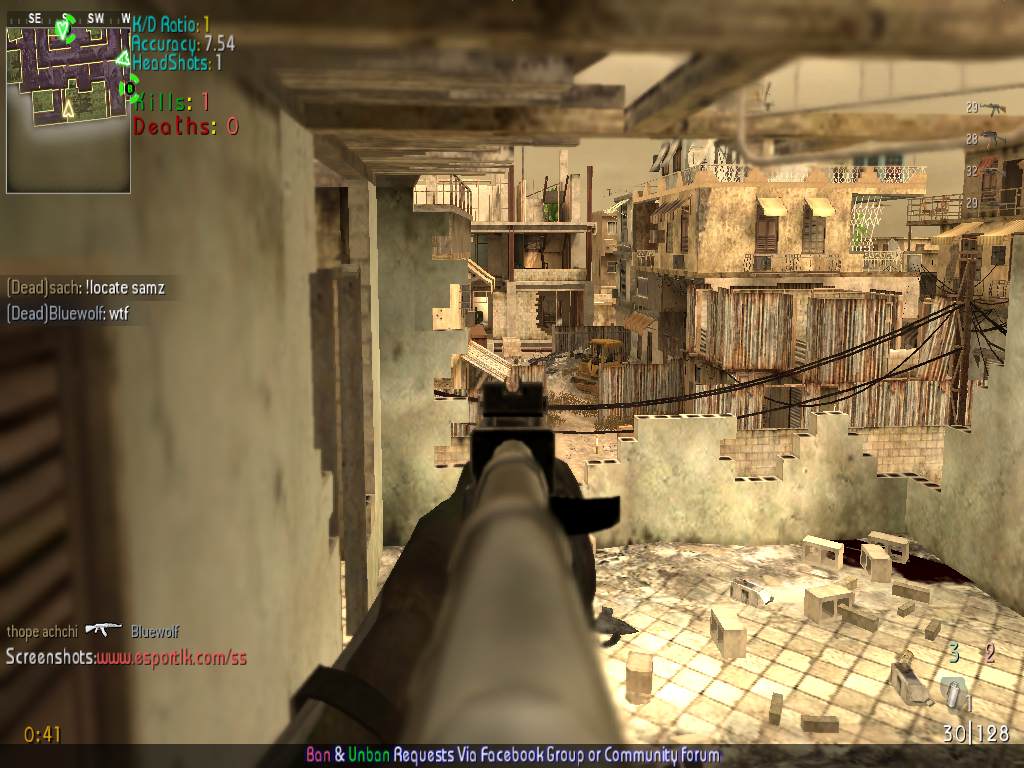 SE S SW W
K/D Ratio: 1
Accuracy: 7.54
HeadShots: 1
B
Kills: 1
Deaths: 0
29
28
32
29
(Dead)sach: !locate samz
(Dead)Bluewolf: wtf
thope achchi Bluewolf
Screenshots:www.esportlk.com/ss
3 2
1
0:41
30|128
Ban & Unban Requests Via Facebook Group or Community Forum